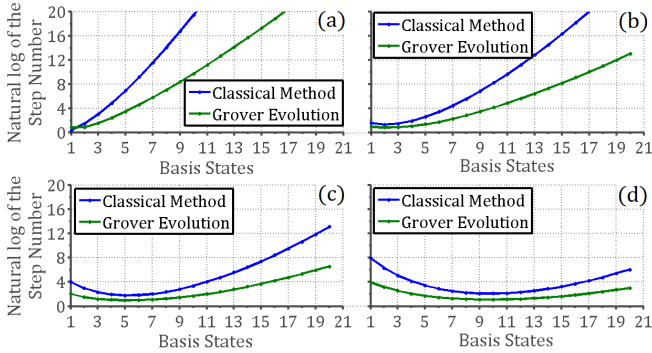 Natural log of the
Step Number
20
16
12
8
4
0
(a)
Classical Method
Grover Evolution
1 3 5 7 9 11 13 15 17 19 21
Basis States
20
16
12
8
4
0
(b)
Classical Method
Grover Evolution
1 3 5 7 9 11 13 15 17 19 21
Basis States
Natural log of the
Step Number
20
16
12
8
4
0
(c)
Classical Method
Grover Evolution
1 3 5 7 9 11 13 15 17 19 21
Basis States
20
16
12
8
4
0
(d)
Classical Method
Grover Evolution
1 3 5 7 9 11 13 15 17 19 21
Basis States